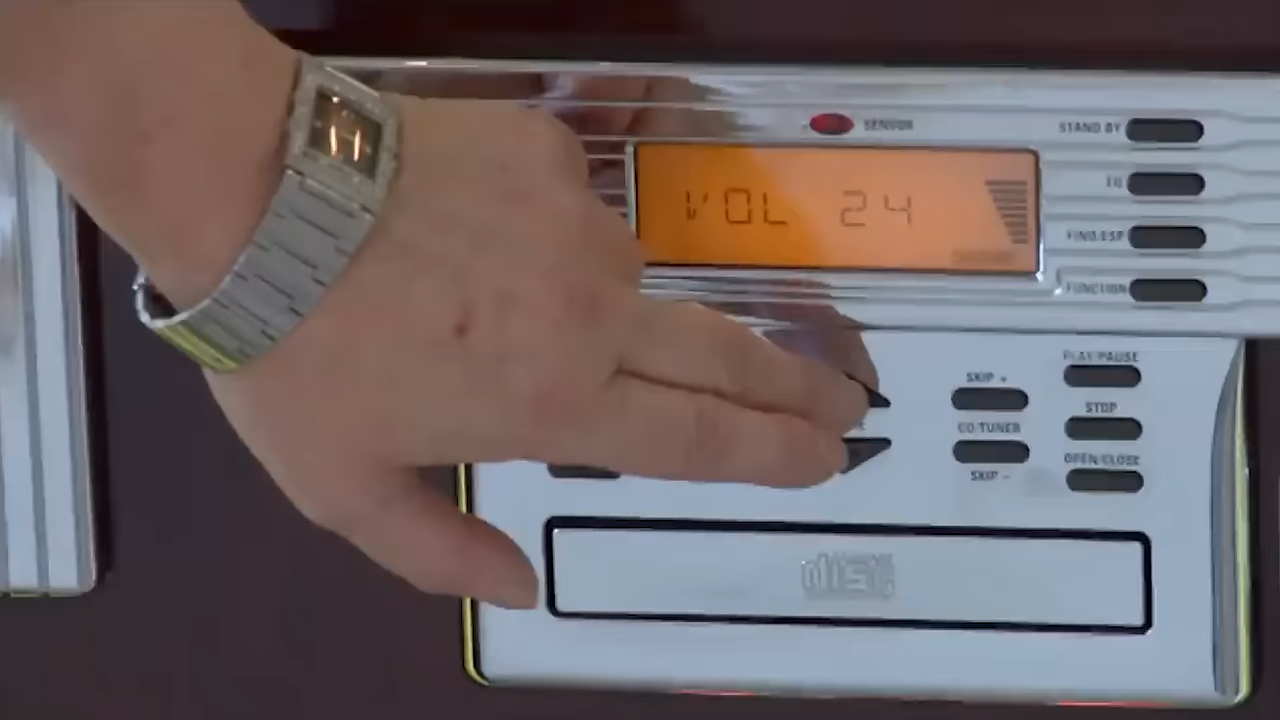 SENSOR
STAND BY
VOL 24
EQ
FIND/ESP
FUNCTION
PLAY/PAUSE
SKIP +
STOP
CD/TUNER
OPEN/CLOSE
SKIP -
disc